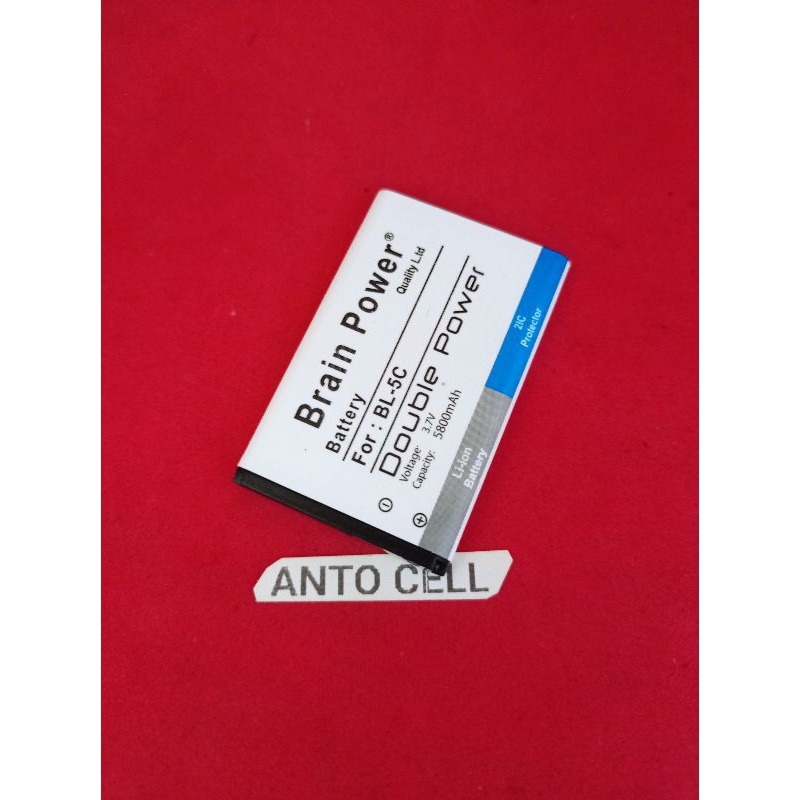 Brain Power®
Quality L.td
Battery
For : BL-5C
Double Power
Voltage: 3.7V
Capacity: 5800mAh
2IC
Protector
Li-ion
Battery
ANTO CELL